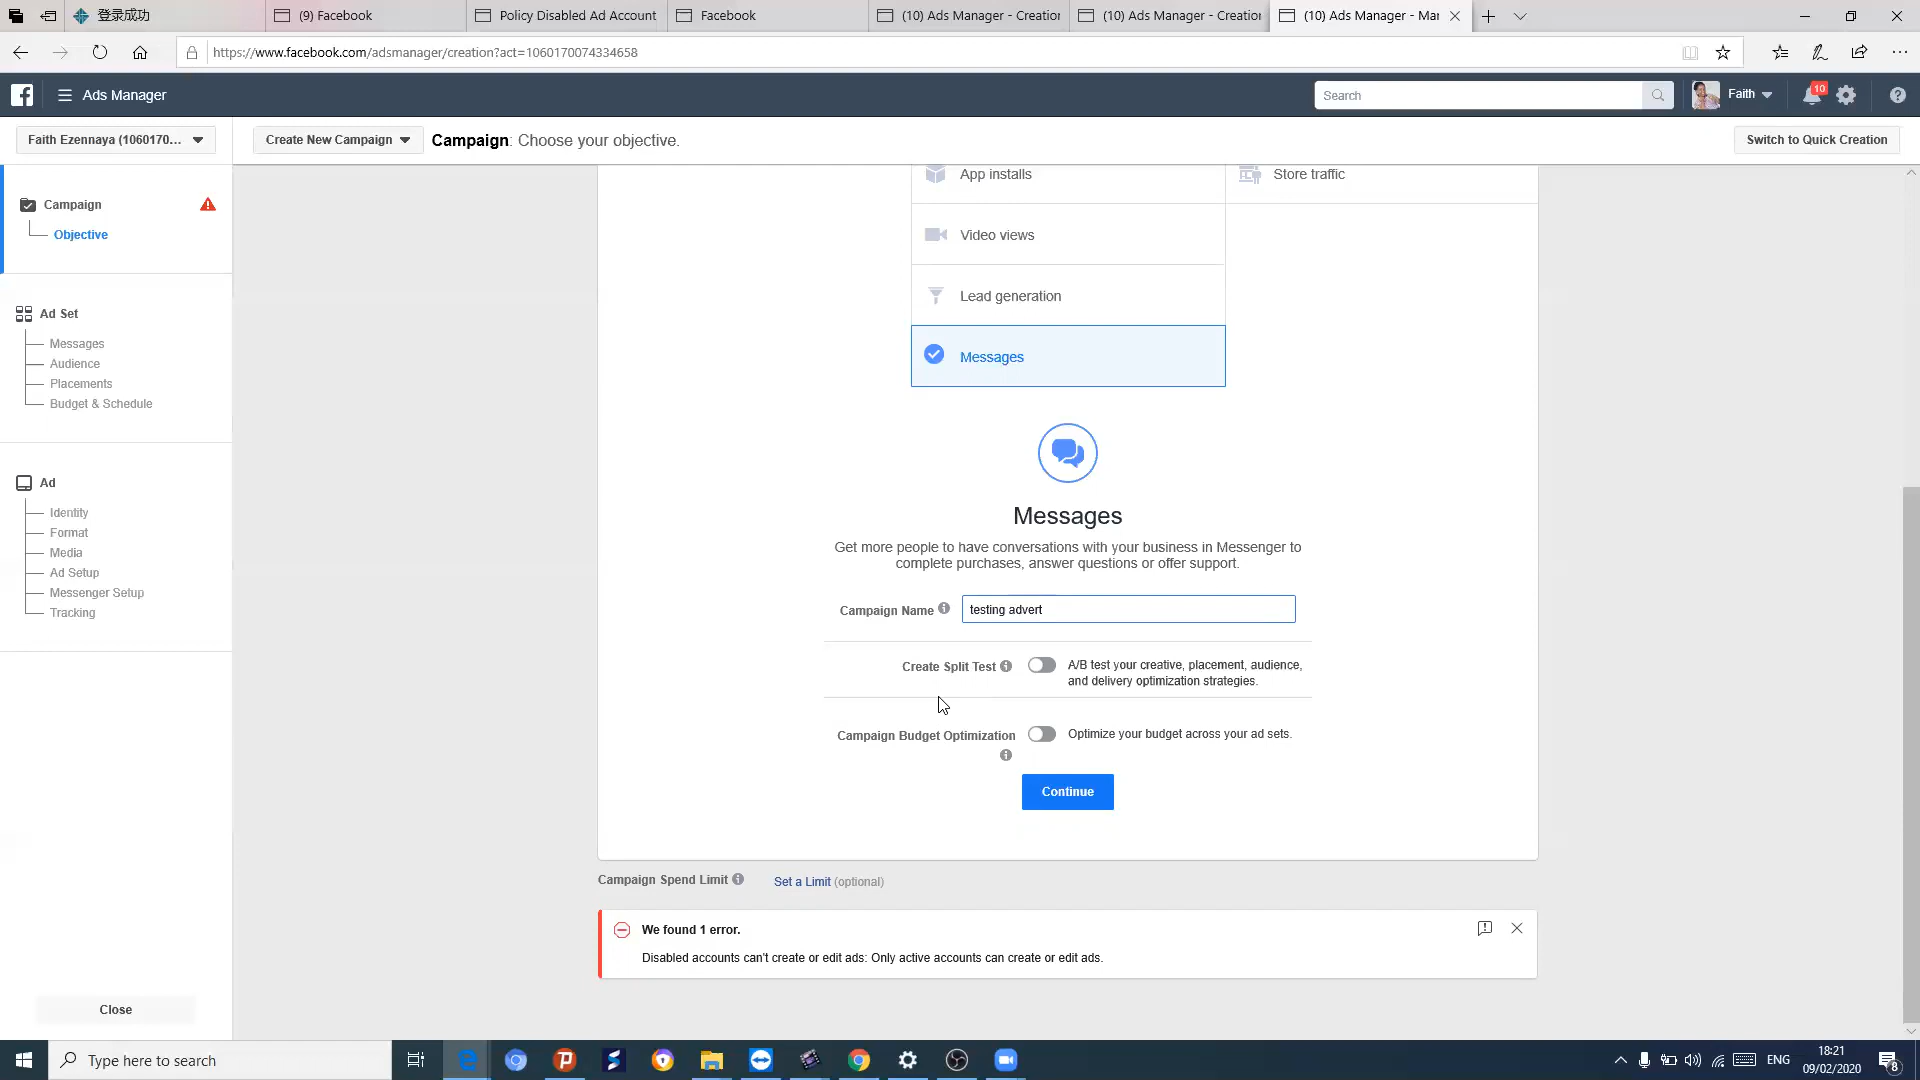 登录成功
(9) Facebook
Policy Disabled Ad Account
Facebook
(10) Ads Manager - Creation
(10) Ads Manager - Creation
(10) Ads Manager - Mar
https://www.facebook.com/adsmanager/creation?act=1060170074334658
Ads Manager
Search
Faith
10
Faith Ezennaya (1060170...
Create New Campaign
Campaign: Choose your objective.
Switch to Quick Creation
Campaign
Objective
Ad Set
Messages
Audience
Placements
Budget & Schedule
Ad
Identity
Format
Media
Ad Setup
Messenger Setup
Tracking
Close
App installs
Store traffic
Video views
Lead generation
Messages
Messages
Get more people to have conversations with your business in Messenger to
complete purchases, answer questions or offer support.
Campaign Name
testing advert
Create Split Test
A/B test your creative, placement, audience,
and delivery optimization strategies.
Campaign Budget Optimization
Optimize your budget across your ad sets.
Continue
Campaign Spend Limit
Set a Limit (optional)
We found 1 error.
Disabled accounts can't create or edit ads: Only active accounts can create or edit ads.
Type here to search
ENG
18:21
09/02/2020
8